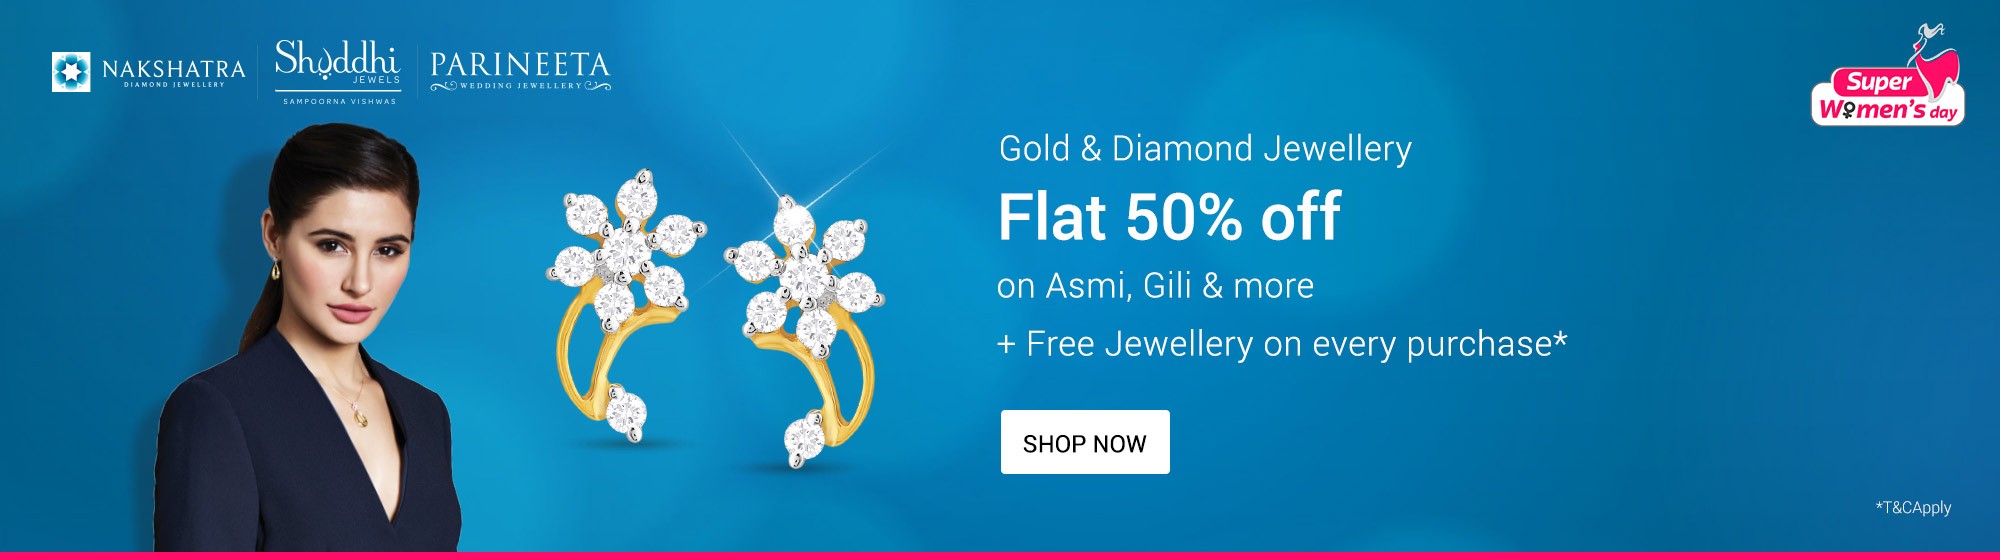 NAKSHATRA
DIAMOND JEWELLERY
Shuddhi
JEWELS
SAMPOORNA VISHWAS
PARINEETA
WEDDING JEWELLERY
Super
Women's day
Gold & Diamond Jewellery
Flat 50% off
on Asmi, Gili & more
+ Free Jewellery on every purchase*
SHOP NOW
*T&CApply